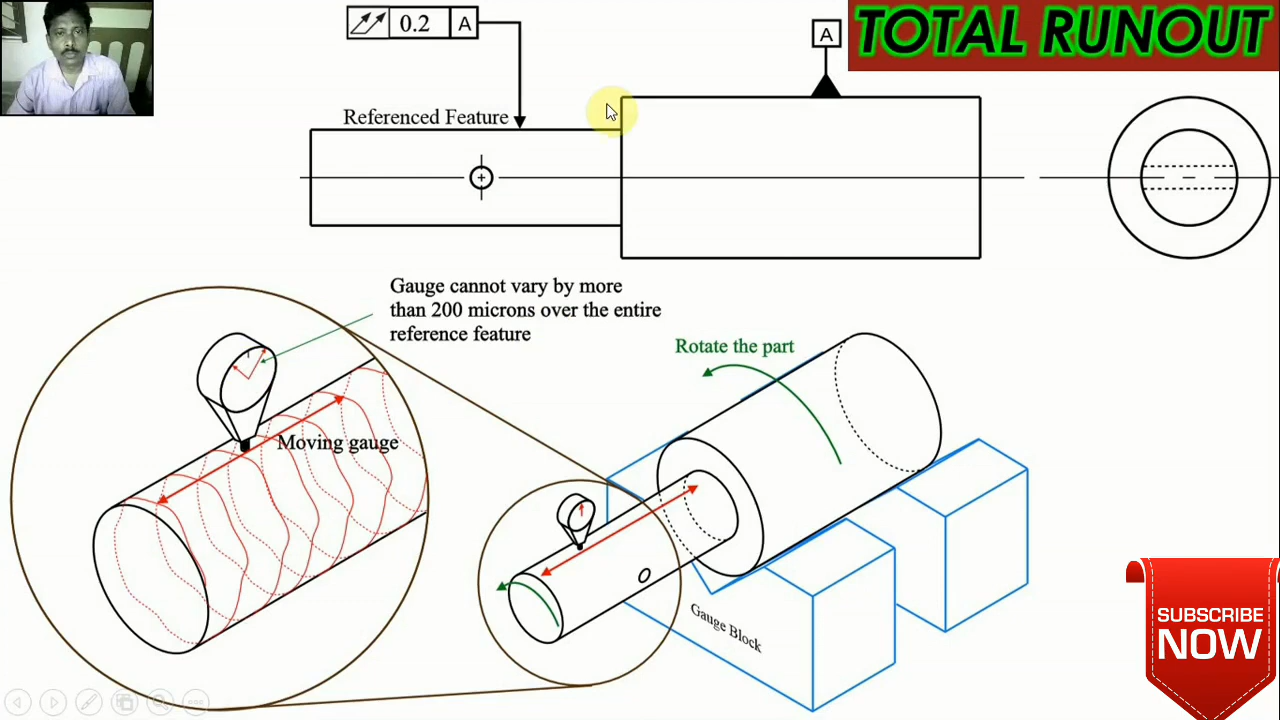 0.2 A
A
TOTAL RUNOUT
Referenced Feature
Gauge cannot vary by more
than 200 microns over the entire
reference feature
Rotate the part
Moving gauge
Gauge Block
SUBSCRIBE
NOW